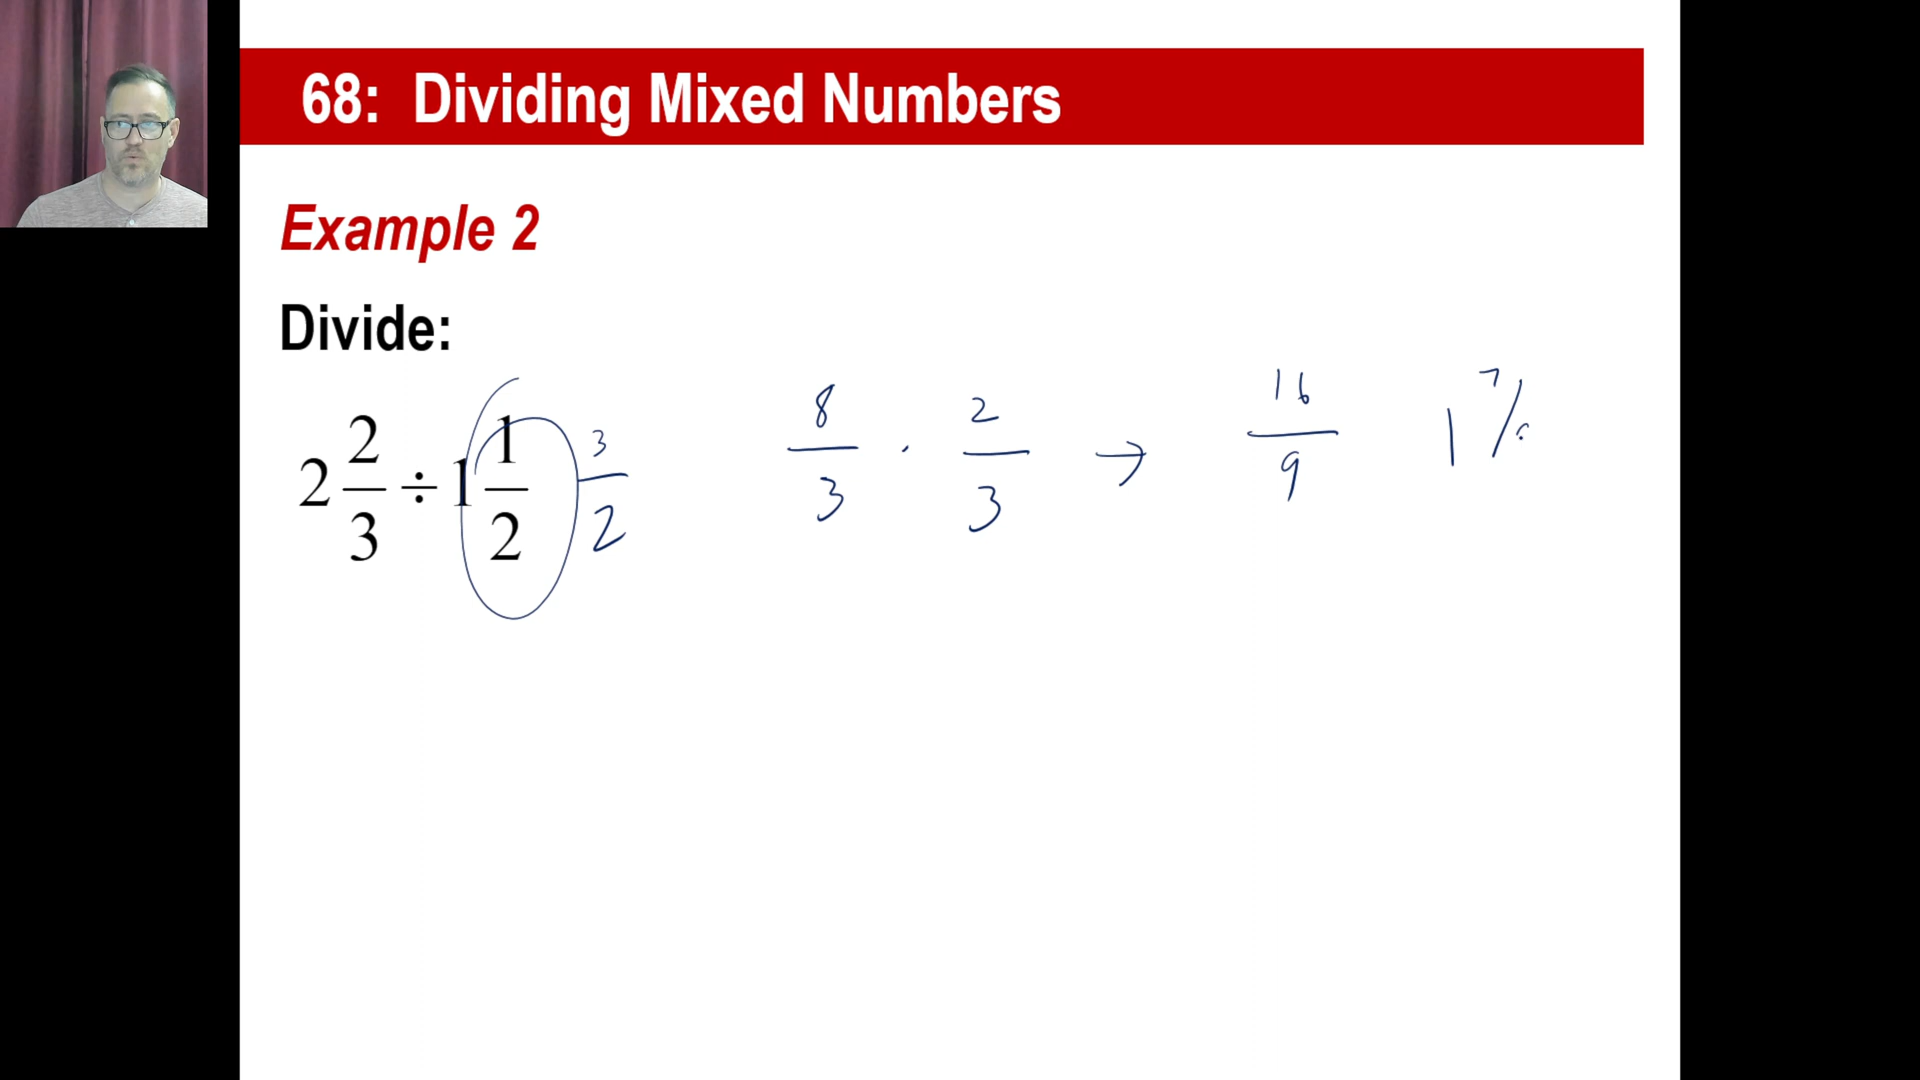 68: Dividing Mixed Numbers
Example 2
Divide:
2 2/3 ÷ 1 1/2 3/2 8/3 · 2/3 → 16/9 1 7/